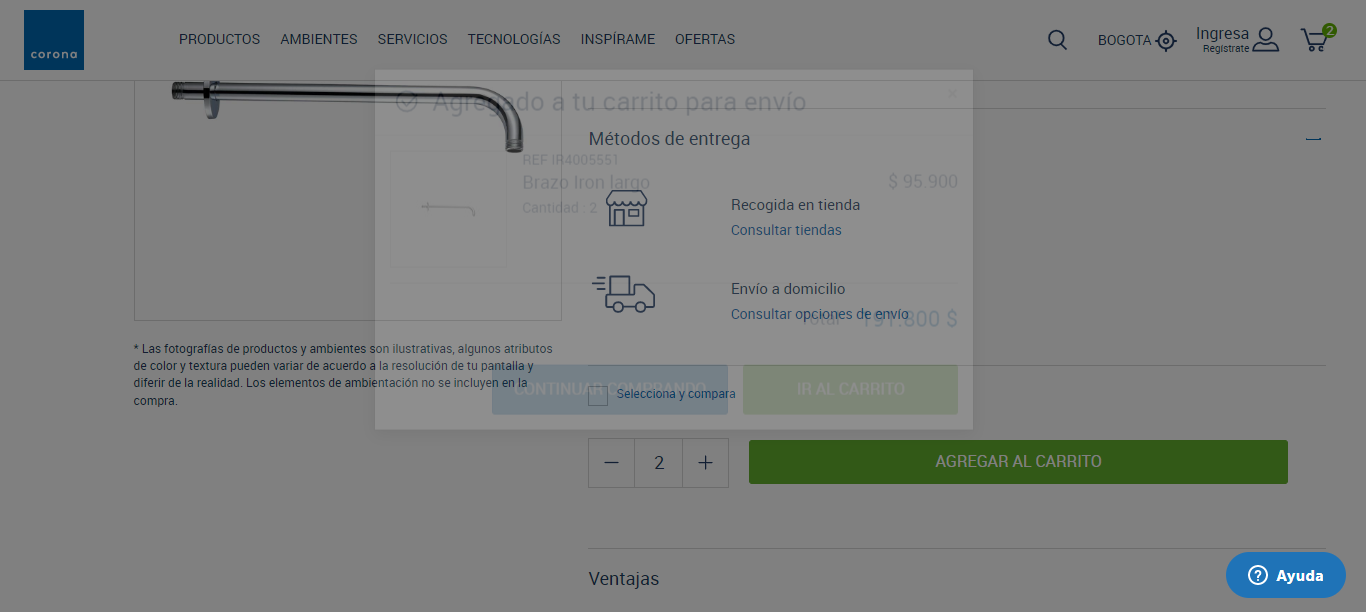 corona
PRODUCTOS
AMBIENTES
SERVICIOS
TECNOLOGÍAS
INSPÍRAME
OFERTAS
BOGOTA
Ingresa
Regístrate
2
Agregado a tu carrito para envío
×
Métodos de entrega
REF IR4005551
Brazo Iron largo
$ 95.900
Cantidad : 2
Recogida en tienda
Consultar tiendas
Envío a domicilio
Consultar opciones de envío
Total
191.800 $
* Las fotografías de productos y ambientes son ilustrativas, algunos atributos
de color y textura pueden variar de acuerdo a la resolución de tu pantalla y
diferir de la realidad. Los elementos de ambientación no se incluyen en la
compra.
CONTINUAR COMPRANDO
IR AL CARRITO
Selecciona y compara
2
AGREGAR AL CARRITO
Ventajas
Ayuda